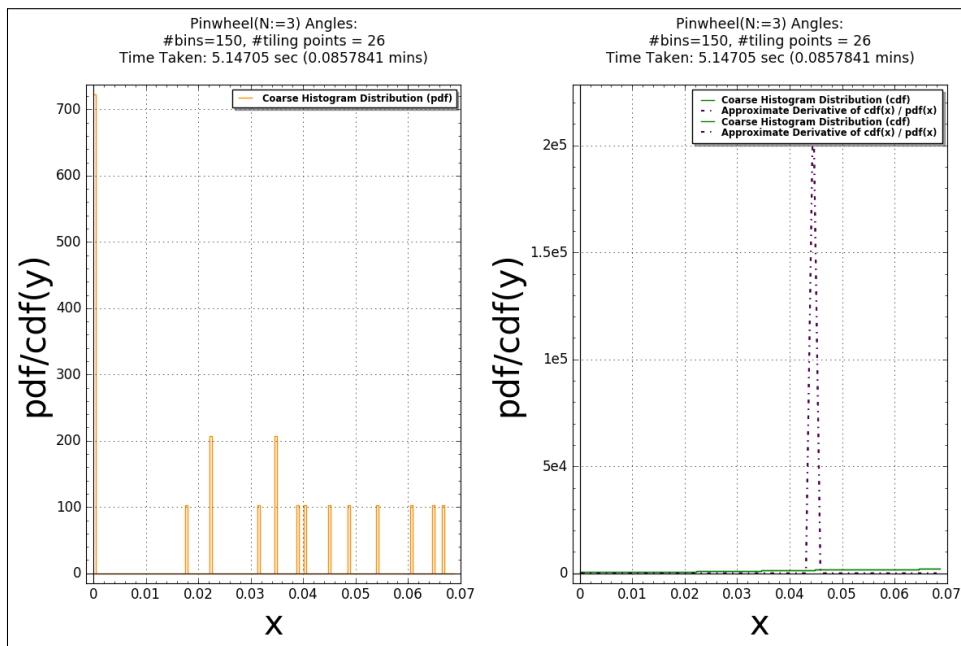 Pinwheel(N:=3) Angles:
#bins=150, #tiling points = 26
Time Taken: 5.14705 sec (0.0857841 mins)
Coarse Histogram Distribution (pdf)
700
600
500
400
300
200
100
0
pdf/cdf(y)
0
0.01
0.02
0.03
0.04
0.05
0.06
0.07
x
Pinwheel(N:=3) Angles:
#bins=150, #tiling points = 26
Time Taken: 5.14705 sec (0.0857841 mins)
Coarse Histogram Distribution (cdf)
Approximate Derivative of cdf(x) / pdf(x)
Coarse Histogram Distribution (cdf)
Approximate Derivative of cdf(x) / pdf(x)
2e5
1.5e5
1e5
5e4
0
pdf/cdf(y)
0
0.01
0.02
0.03
0.04
0.05
0.06
0.07
x